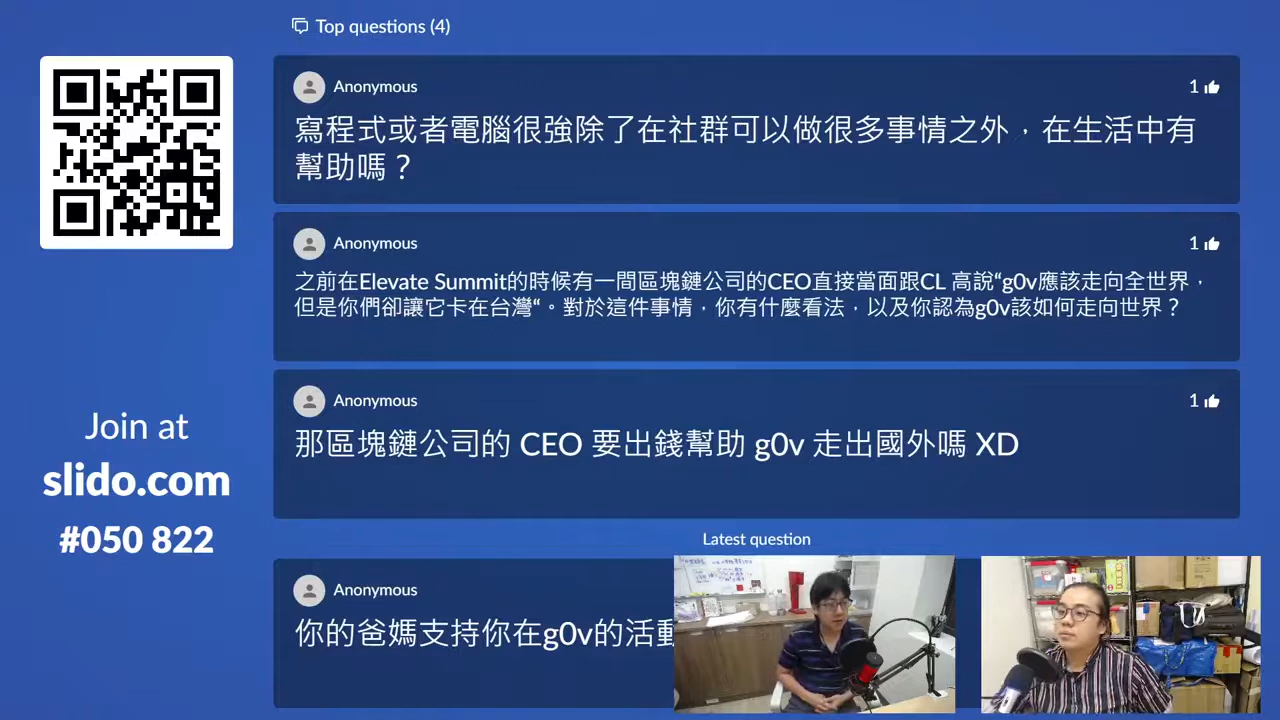 Top questions (4)
Anonymous
1
寫程式或者電腦很強除了在社群可以做很多事情之外，在生活中有
幫助嗎？
Anonymous
1
之前在Elevate Summit的時候有一間區塊鏈公司的CEO直接當面跟CL 高說“g0v應該走向全世界，
但是你們卻讓它卡在台灣“。對於這件事情，你有什麼看法，以及你認為g0v該如何走向世界？
Anonymous
1
那區塊鏈公司的 CEO 要出錢幫助 g0v 走出國外嗎 XD
Join at
slido.com
#050 822
Latest question
Anonymous
你的爸媽支持你在g0v的活動